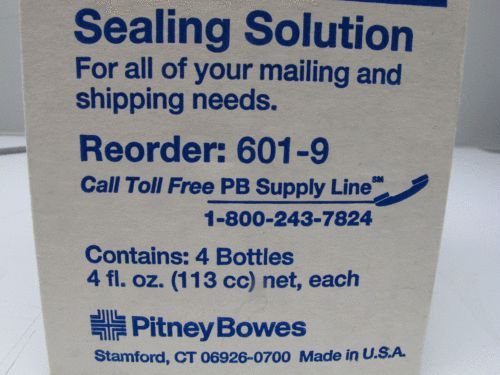 Sealing Solution
For all of your mailing and
shipping needs.
Reorder: 601-9
Call Toll Free PB Supply Line℠
1-800-243-7824
Contains: 4 Bottles
4 fl. oz. (113 cc) net, each
PitneyBowes
Stamford, CT 06926-0700 Made in U.S.A.